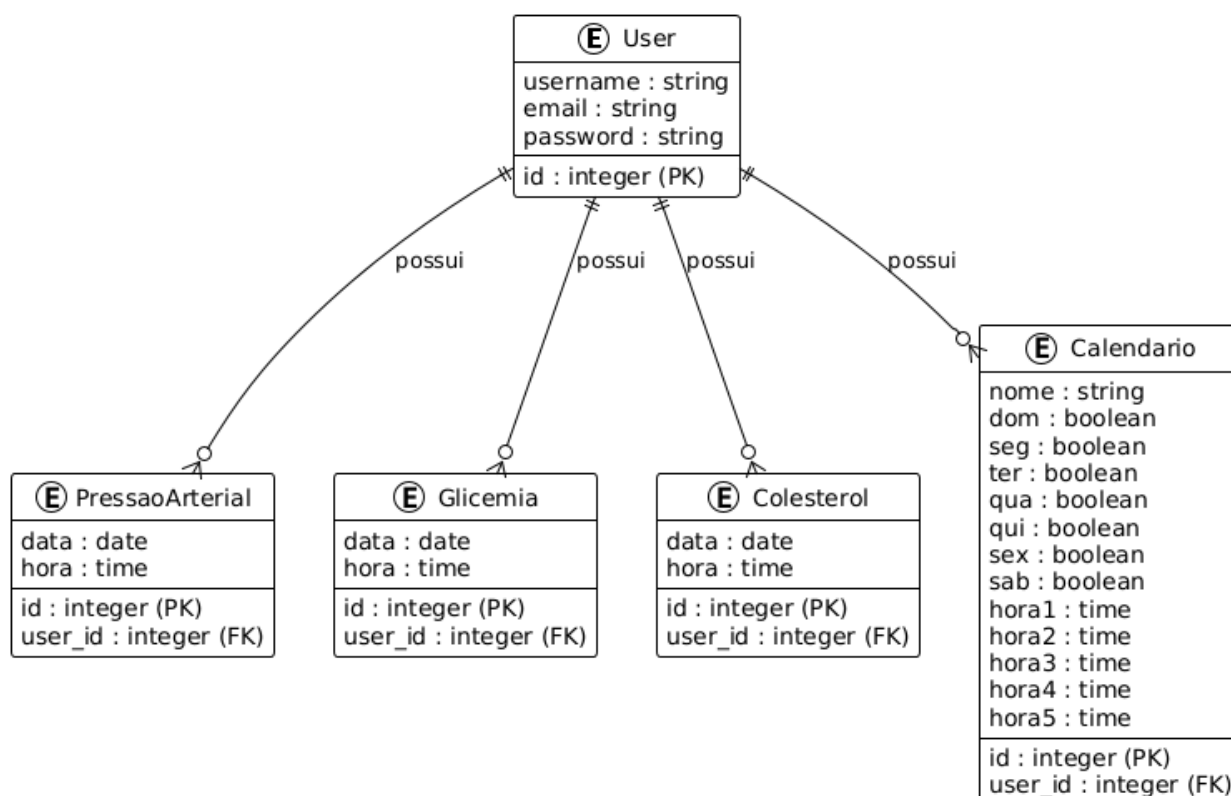 E User
username : string
email : string
password : string
id : integer (PK)
possui
possui
possui
possui
E PressaoArterial
data : date
hora : time
id : integer (PK)
user_id : integer (FK)
E Glicemia
data : date
hora : time
id : integer (PK)
user_id : integer (FK)
E Colesterol
data : date
hora : time
id : integer (PK)
user_id : integer (FK)
E Calendario
nome : string
dom : boolean
seg : boolean
ter : boolean
qua : boolean
qui : boolean
sex : boolean
sab : boolean
hora1 : time
hora2 : time
hora3 : time
hora4 : time
hora5 : time
id : integer (PK)
user_id : integer (FK)